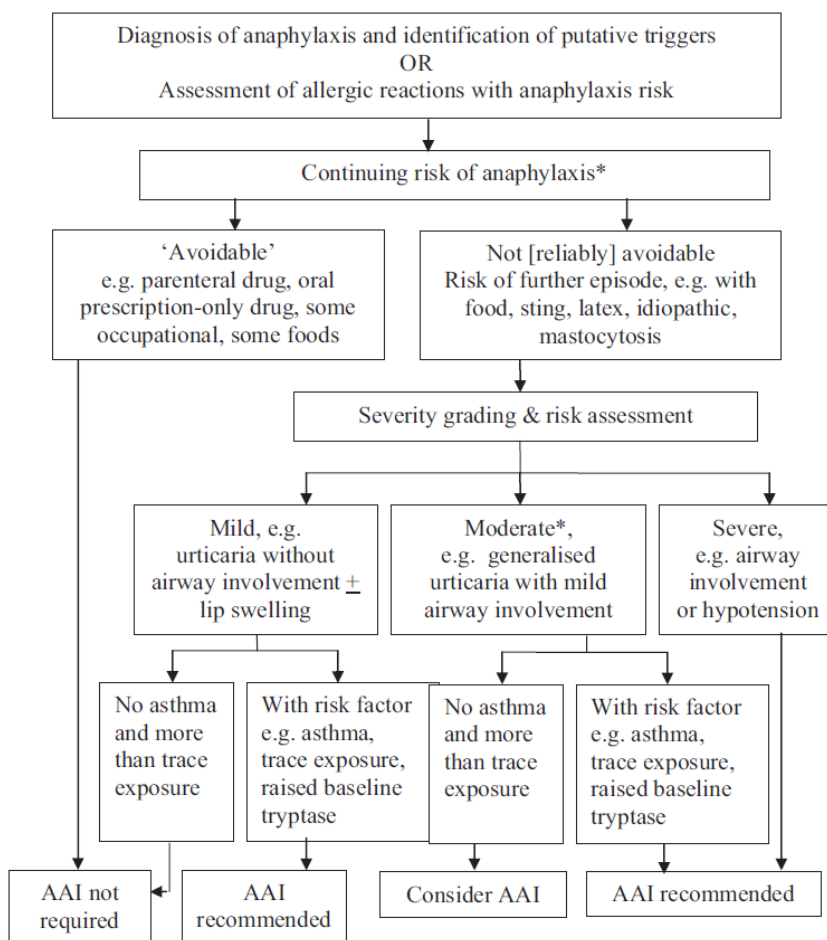 Diagnosis of anaphylaxis and identification of putative triggers
OR
Assessment of allergic reactions with anaphylaxis risk
Continuing risk of anaphylaxis*
‘Avoidable’
e.g. parenteral drug, oral
prescription-only drug, some
occupational, some foods
Not [reliably] avoidable
Risk of further episode, e.g. with
food, sting, latex, idiopathic,
mastocytosis
Severity grading & risk assessment
Mild, e.g.
urticaria without
airway involvement ±
lip swelling
Moderate*,
e.g. generalised
urticaria with mild
airway involvement
Severe,
e.g. airway
involvement
or hypotension
No asthma
and more
than trace
exposure
With risk factor
e.g. asthma,
trace exposure,
raised baseline
tryptase
No asthma
and more
than trace
exposure
With risk factor
e.g. asthma,
trace exposure,
raised baseline
tryptase
AAI not
required
AAI
recommended
Consider AAI
AAI recommended